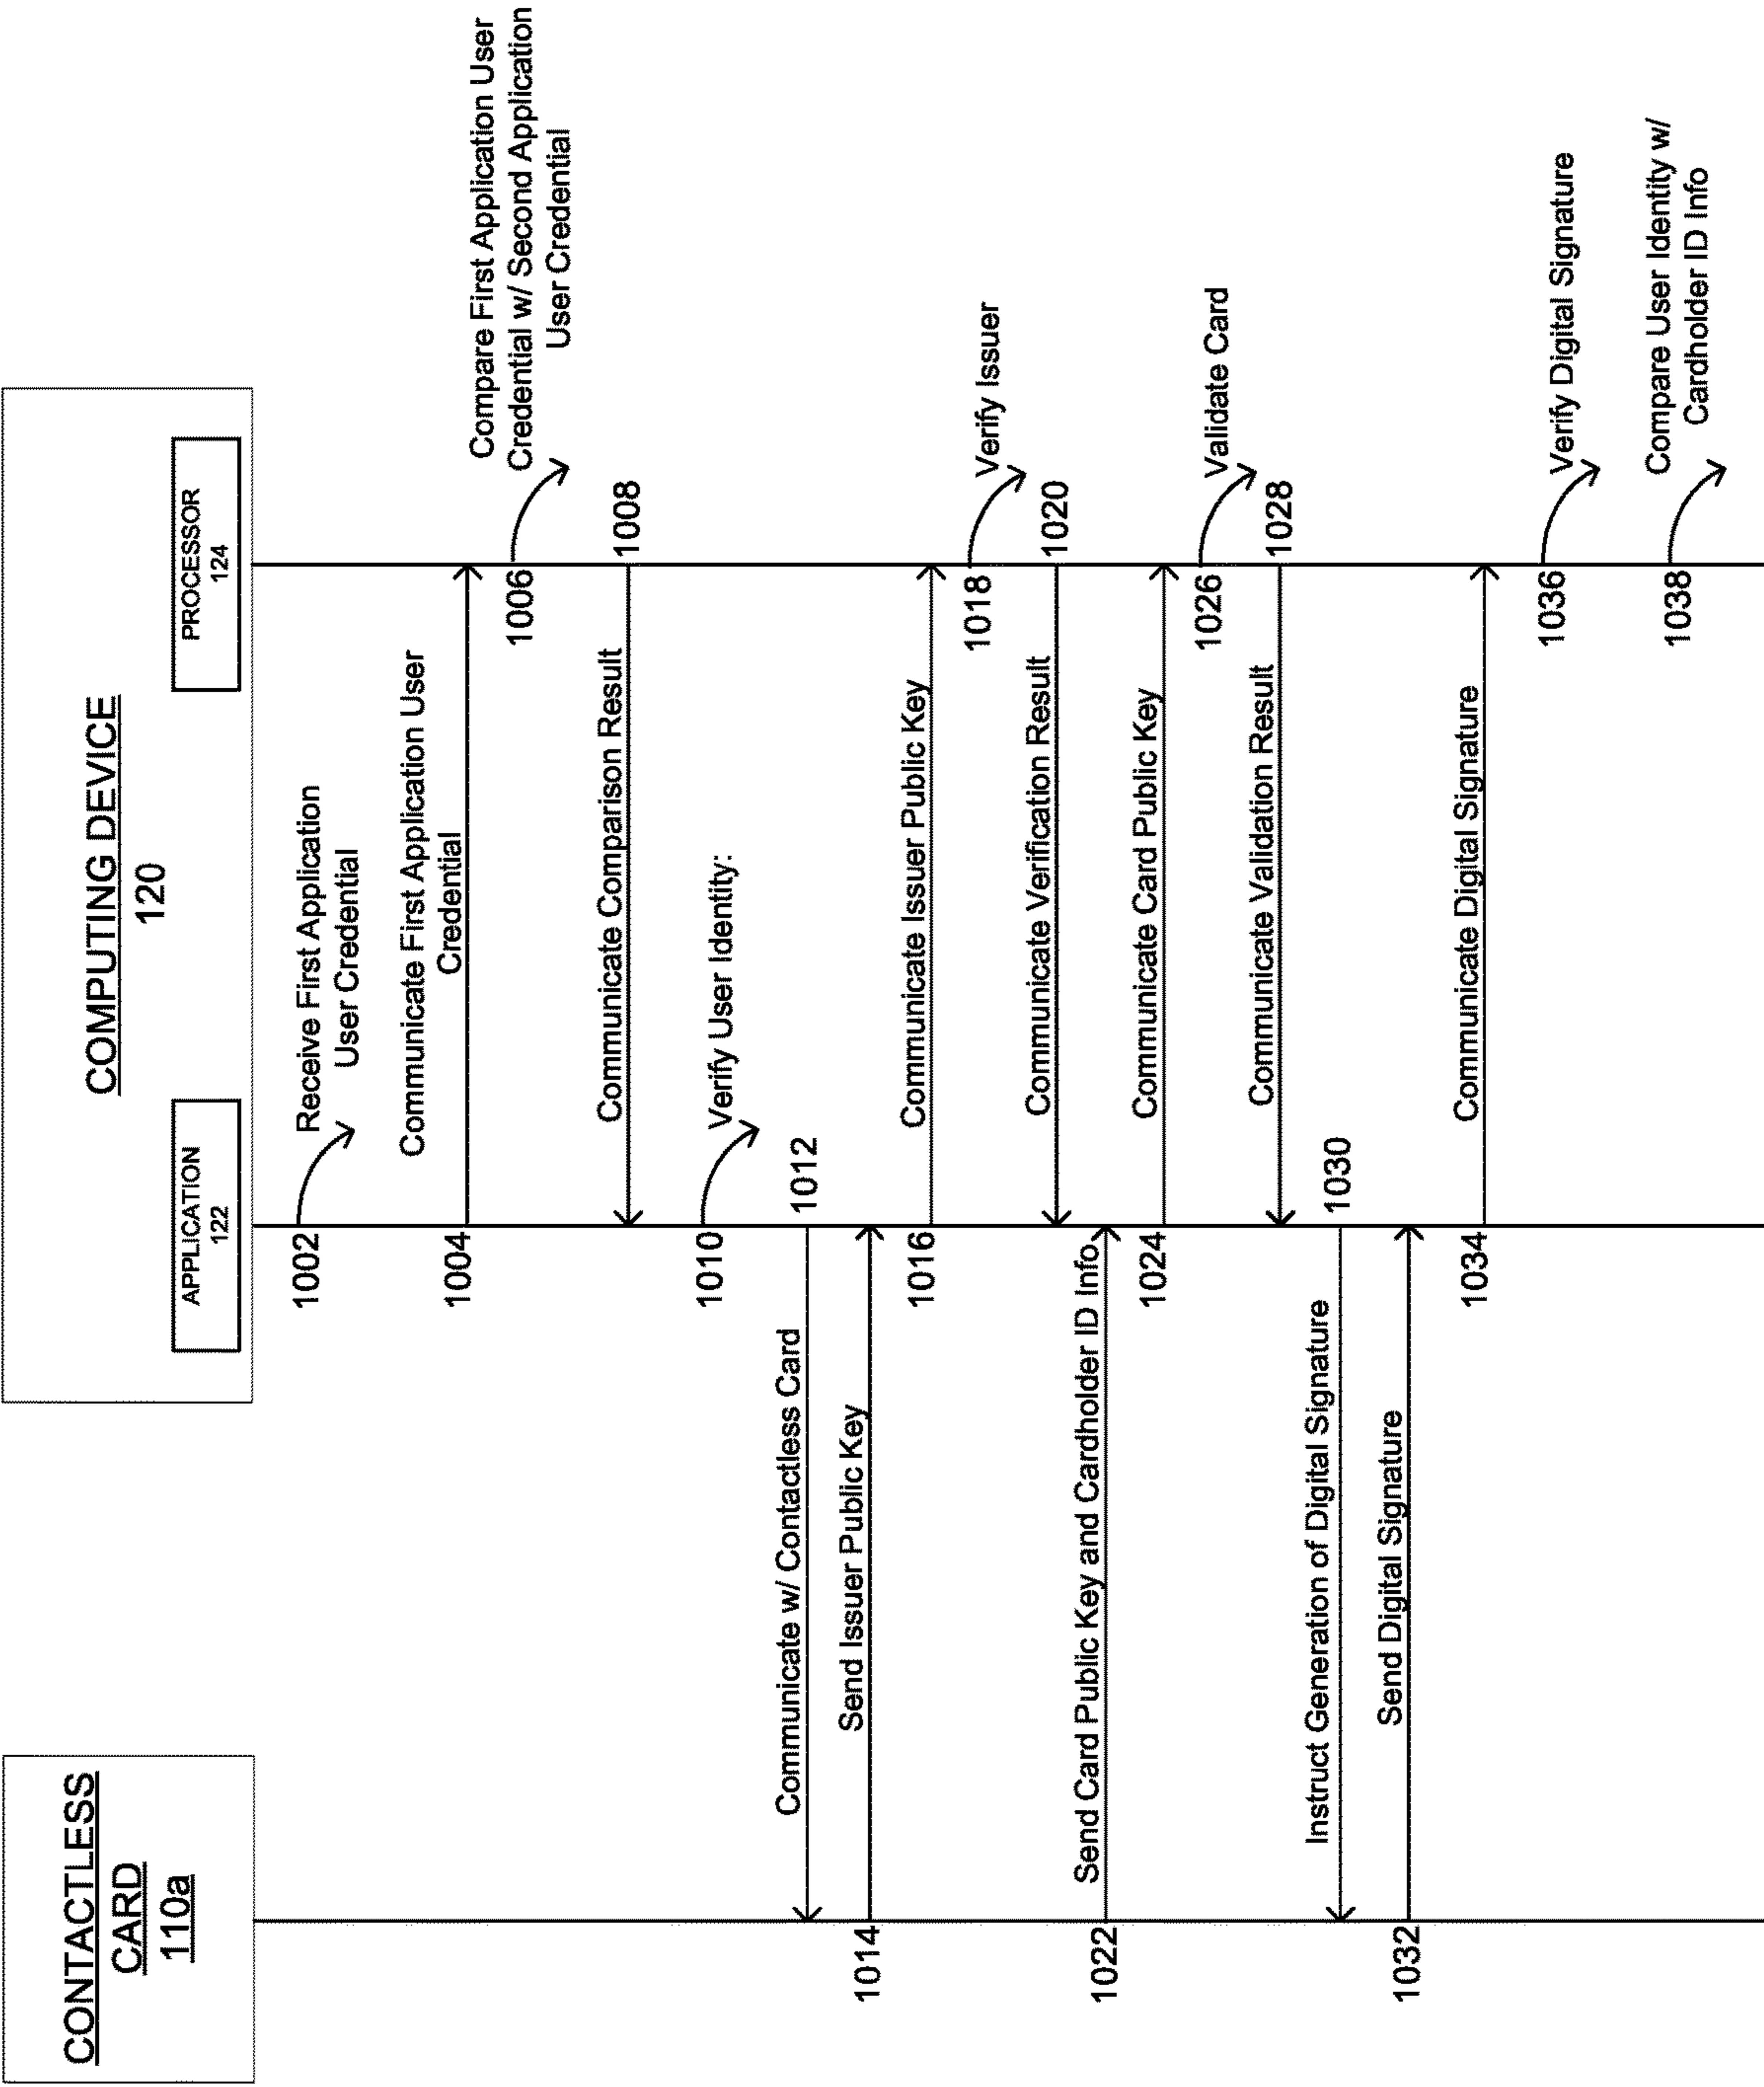 CONTACTLESS
CARD
110a
COMPUTING DEVICE
120
APPLICATION
122
PROCESSOR
124
1002
Receive First Application
User Credential
Communicate First Application User
Credential
1004
1006
Compare First Application User
Credential w/ Second Application
User Credential
Communicate Comparison Result
1008
1010
Verify User Identity:
Communicate w/ Contactless Card
1012
Send Issuer Public Key
1014
Communicate Issuer Public Key
1016
1018
Verify Issuer
Communicate Verification Result
1020
Send Card Public Key and Cardholder ID Info
1022
Communicate Card Public Key
1024
1026
Validate Card
Communicate Validation Result
1028
Instruct Generation of Digital Signature
1030
Send Digital Signature
1032
Communicate Digital Signature
1034
1036
Verify Digital Signature
1038
Compare User Identity w/
Cardholder ID Info